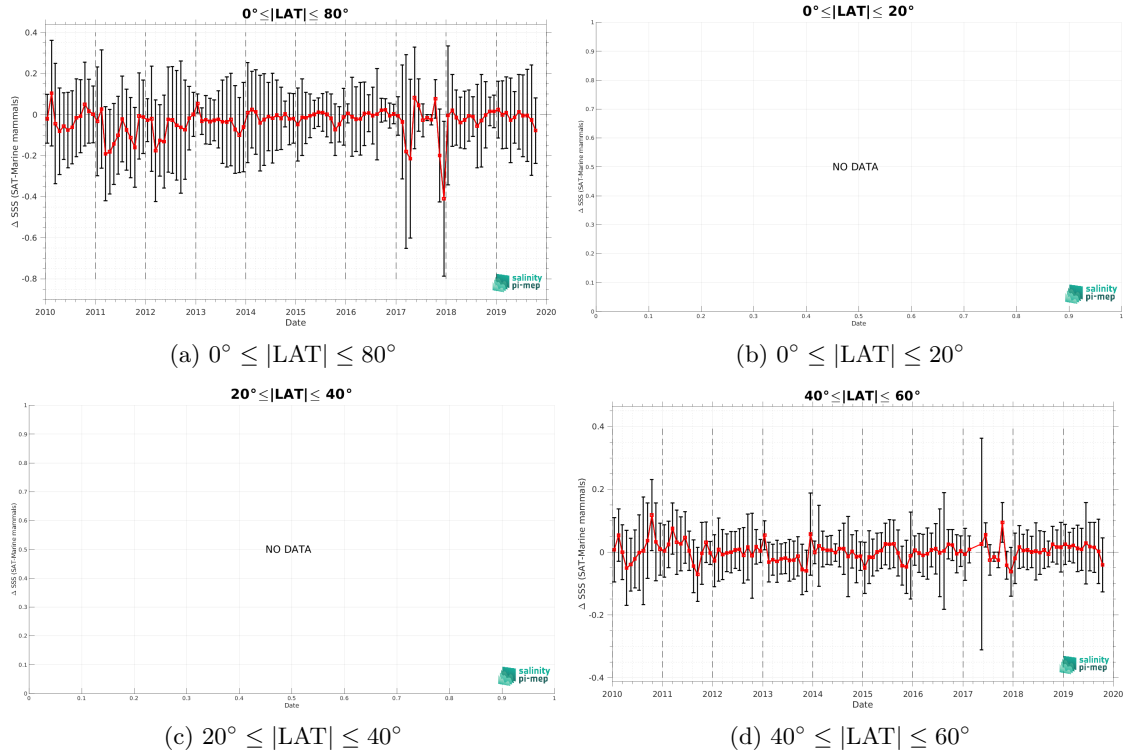 0°≤|LAT|≤ 80°
0.4
0.2
0
-0.2
-0.4
-0.6
-0.8
Δ SSS (SAT-Marine mammals)
2010 2011 2012 2013 2014 2015 2016 2017 2018 2019 2020
Date
salinity
pi-mep
(a) 0° ≤ |LAT| ≤ 80°
0°≤|LAT|≤ 20°
1
0.9
0.8
0.7
0.6
0.5
0.4
0.3
0.2
0.1
0
Δ SSS (SAT-Marine mammals)
NO DATA
0 0.1 0.2 0.3 0.4 0.5 0.6 0.7 0.8 0.9 1
Date
salinity
pi-mep
(b) 0° ≤ |LAT| ≤ 20°
20°≤|LAT|≤ 40°
1
0.9
0.8
0.7
0.6
0.5
0.4
0.3
0.2
0.1
0
Δ SSS (SAT-Marine mammals)
NO DATA
0 0.1 0.2 0.3 0.4 0.5 0.6 0.7 0.8 0.9 1
Date
salinity
pi-mep
(c) 20° ≤ |LAT| ≤ 40°
40°≤|LAT|≤ 60°
0.4
0.2
0
-0.2
-0.4
Δ SSS (SAT-Marine mammals)
2010 2011 2012 2013 2014 2015 2016 2017 2018 2019 2020
Date
salinity
pi-mep
(d) 40° ≤ |LAT| ≤ 60°